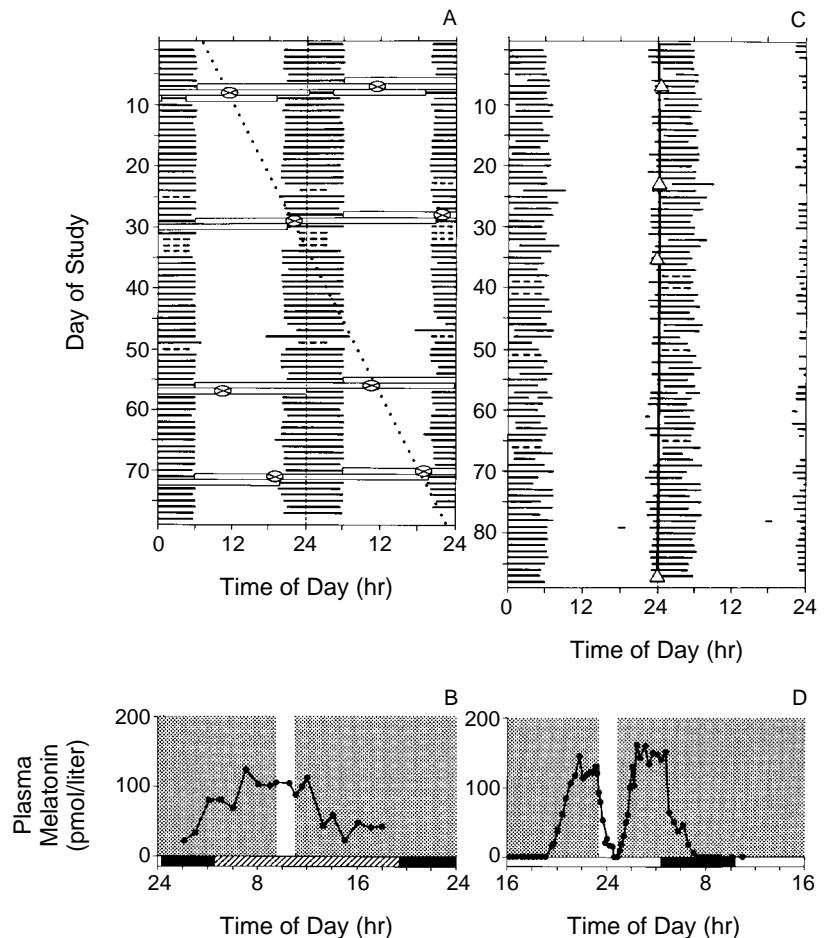 A
C
10
20
30
40
50
60
70
Day of Study
0 12 24 12 24
Time of Day (hr)
10
20
30
40
50
60
70
80
0 12 24 12 24
Time of Day (hr)
B
D
200
100
0
Plasma
Melatonin
(pmol/liter)
24 8 16 24
Time of Day (hr)
200
100
0
16 24 8 16
Time of Day (hr)